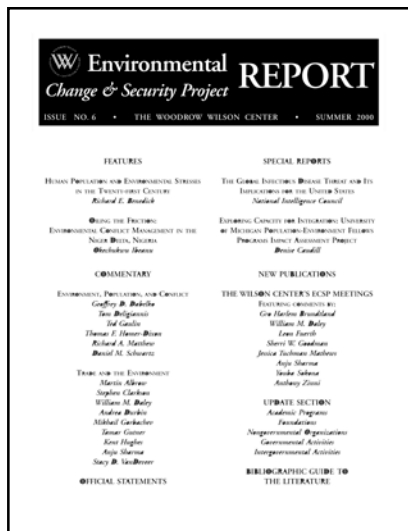 W
Environmental
Change & Security Project
REPORT
ISSUE NO. 6 • THE WOODROW WILSON CENTER • SUMMER 2000
FEATURES
HUMAN POPULATION AND ENVIRONMENTAL STRESSES
IN THE TWENTY-FIRST CENTURY
Richard E. Benedick
OILING THE FRICTION:
ENVIRONMENTAL CONFLICT MANAGEMENT IN THE
NIGER DELTA, NIGERIA
Okechukwu Ibeanu
COMMENTARY
ENVIRONMENT, POPULATION, AND CONFLICT
Geoffrey D. Dabelko
Tom Deligiannis
Ted Gaulin
Thomas F. Homer-Dixon
Richard A. Matthew
Daniel M. Schwartz
TRADE AND THE ENVIRONMENT
Martin Albrow
Stephen Clarkson
William M. Daley
Andrea Durbin
Mikhail Gorbachev
Tamar Gutner
Kent Hughes
Anju Sharma
Stacy D. VanDeveer
OFFICIAL STATEMENTS
SPECIAL REPORTS
THE GLOBAL INFECTIOUS DISEASE THREAT AND ITS
IMPLICATIONS FOR THE UNITED STATES
National Intelligence Council
EXPLORING CAPACITY FOR INTEGRATION: UNIVERSITY
OF MICHIGAN POPULATION-ENVIRONMENT FELLOWS
PROGRAMS IMPACT ASSESSMENT PROJECT
Denise Caudill
NEW PUBLICATIONS
THE WILSON CENTER'S ECSP MEETINGS
FEATURING COMMENTS BY:
Gro Harlem Brundtland
William M. Daley
Leon Fuerth
Sherri W. Goodman
Jessica Tuchman Mathews
Anju Sharma
Youba Sokona
Anthony Zinni
UPDATE SECTION
Academic Programs
Foundations
Nongovernmental Organizations
Governmental Activities
Intergovernmental Activities
BIBLIOGRAPHIC GUIDE TO
THE LITERATURE